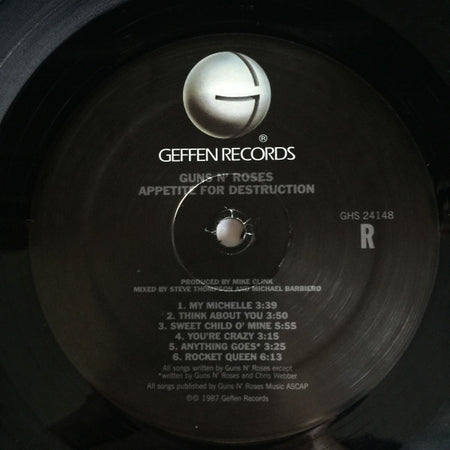 ®
GEFFEN RECORDS
GUNS N' ROSES
APPETITE FOR DESTRUCTION
GHS 24148
R
PRODUCED BY MIKE CLINK
MIXED BY STEVE THOMPSON AND MICHAEL BARBIERO
1. MY MICHELLE 3:39
2. THINK ABOUT YOU 3:50
3. SWEET CHILD O' MINE 5:55
4. YOU'RE CRAZY 3:15
5. ANYTHING GOES* 3:25
6. ROCKET QUEEN 6:13
All songs written by Guns N' Roses except
*written by Guns N' Roses and Chris Webber
All songs published by Guns N' Roses Music ASCAP
℗© 1987 Geffen Records